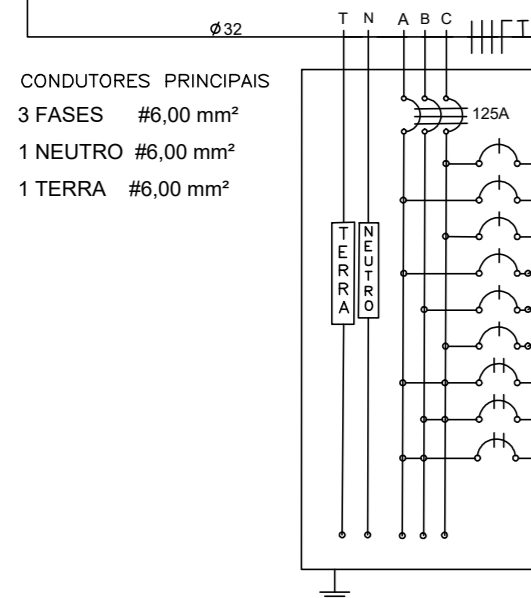 ø32
T N A B C
T
CONDUTORES PRINCIPAIS
3 FASES #6,00 mm²
1 NEUTRO #6,00 mm²
1 TERRA #6,00 mm²
125A
TERRA
NEUTRO